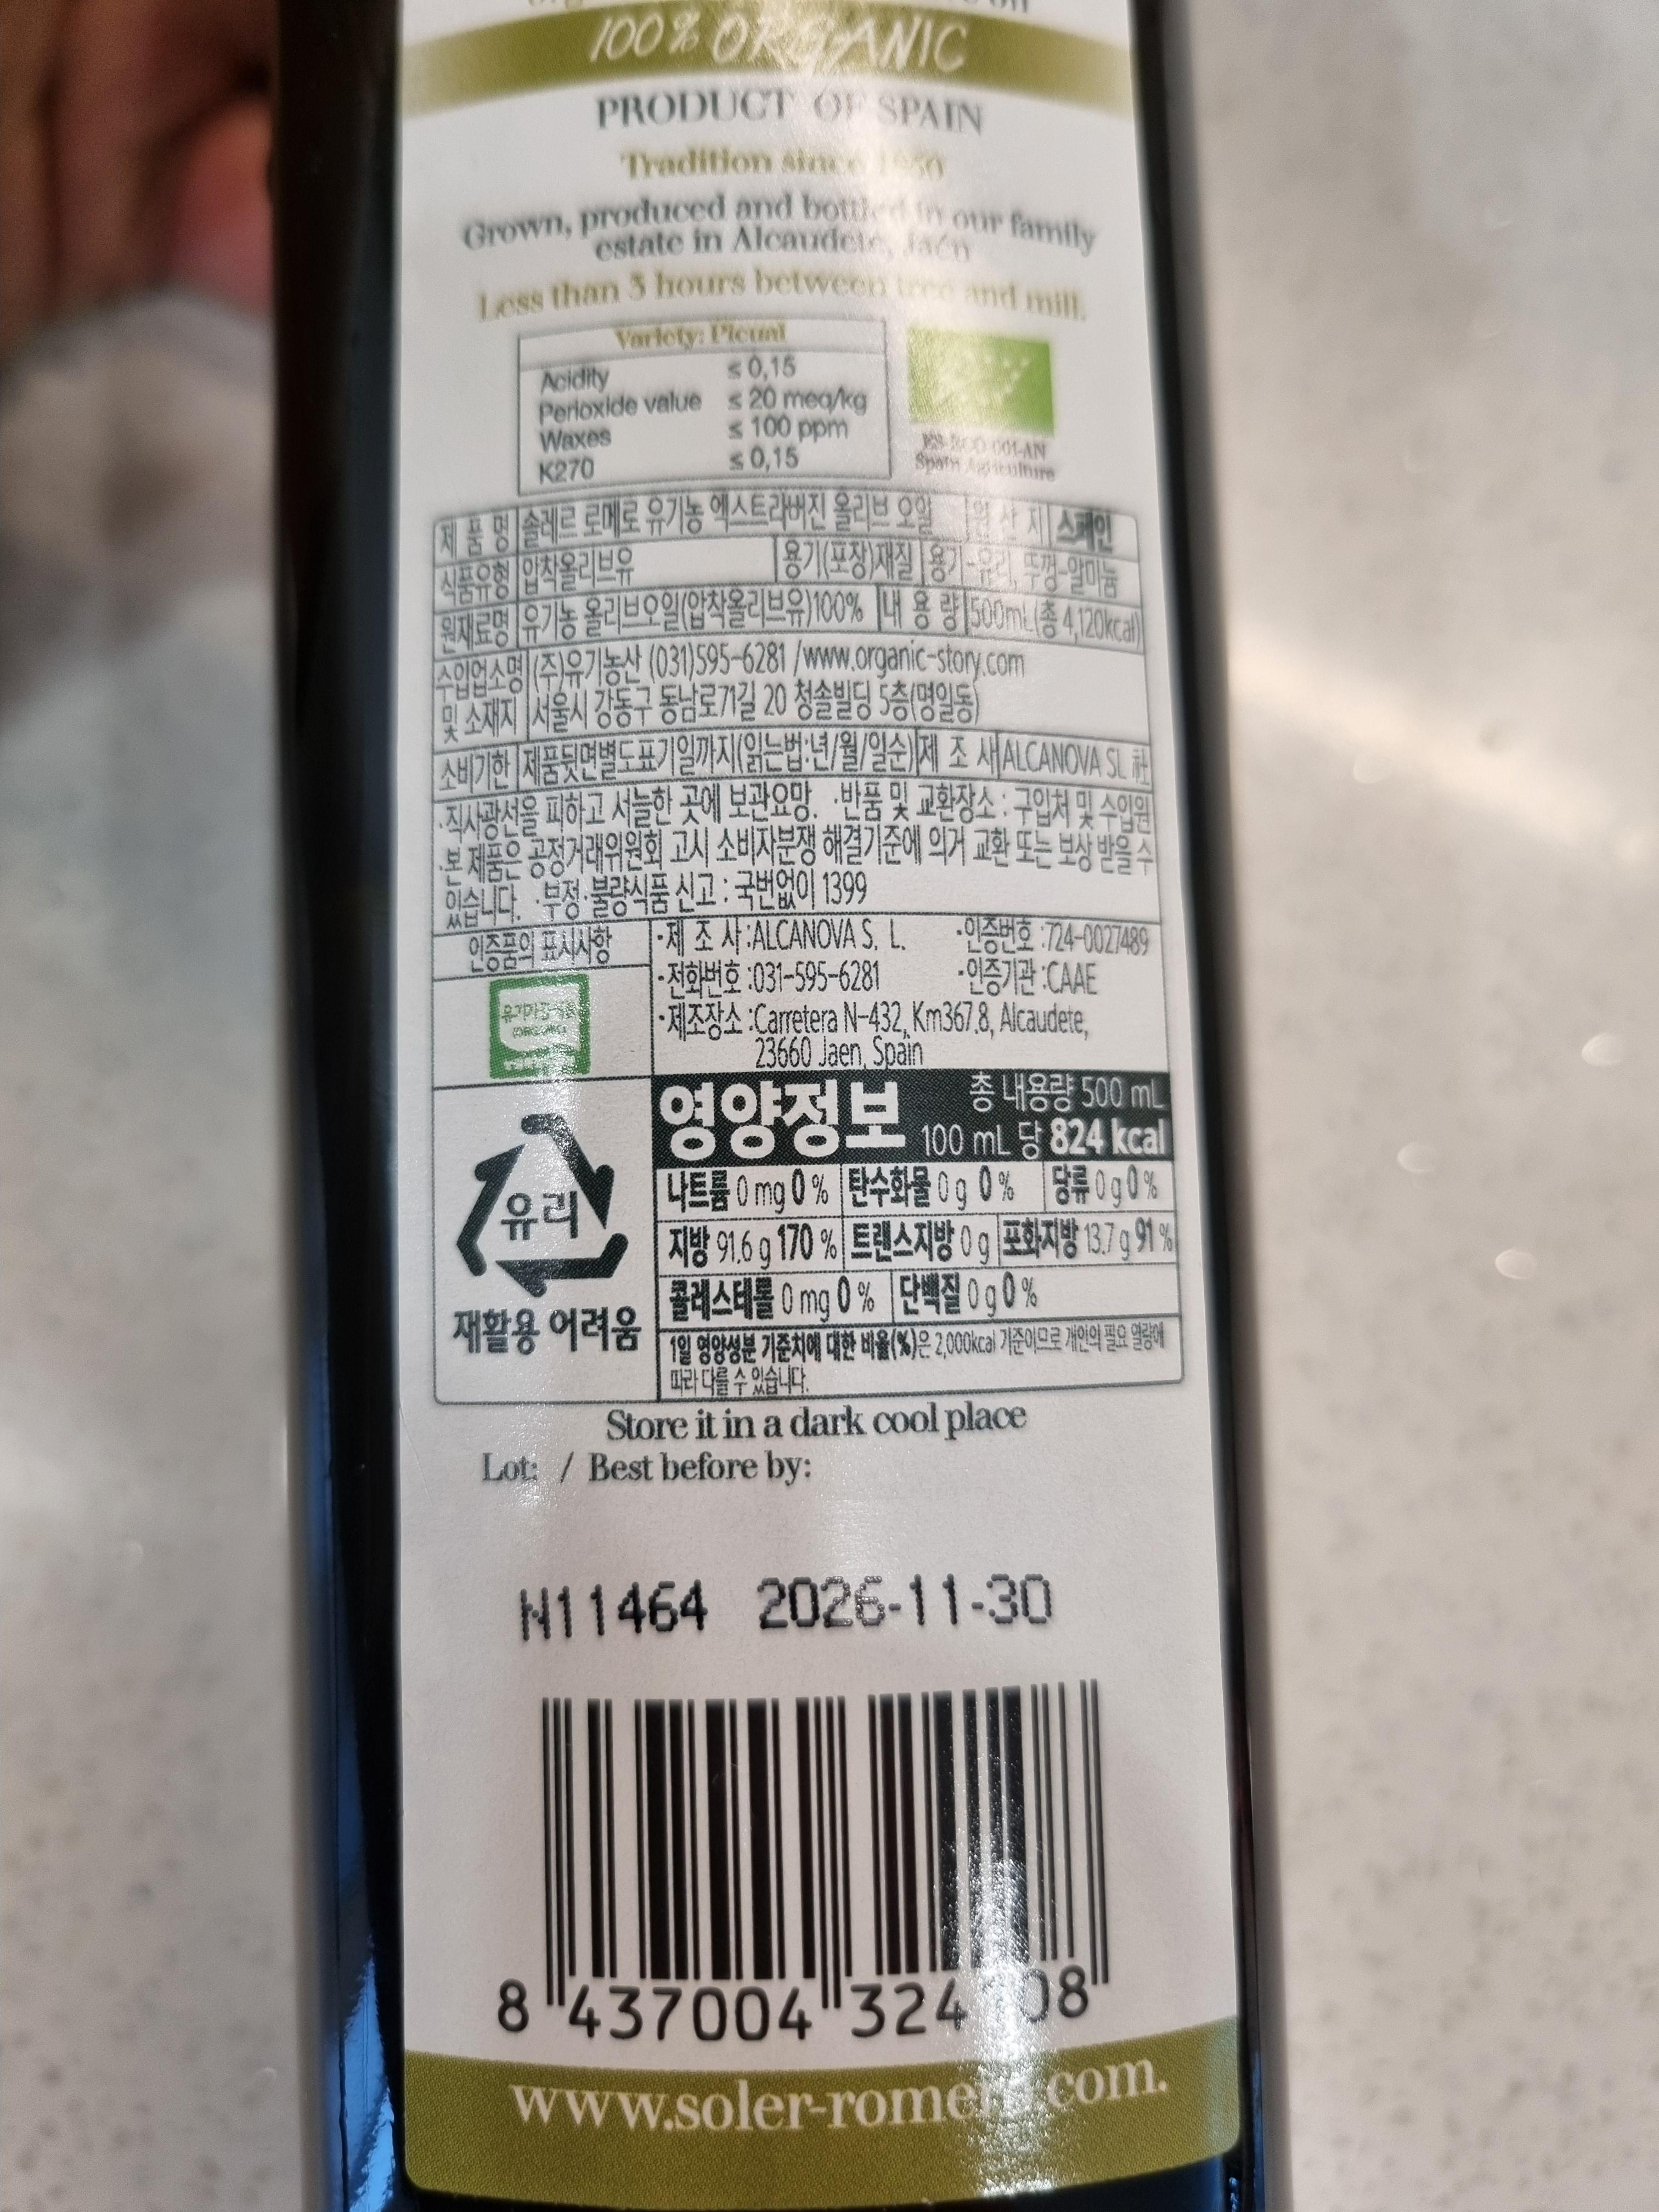 100% ORGANIC
PRODUCT OF SPAIN
Tradition since
Grown, produced and bottled in our family
estate in Alcaudete, Jaén
Less than 3 hours between tree and mill.
Variety: Picual
Acidity ≤ 0,15
Perioxide value ≤ 20 meq/kg
Waxes ≤ 100 ppm
K270 ≤ 0,15
ES-ECO-001-AN
Spain Agriculture
제 품 명 솔레르 로메로 유기농 엑스트라버진 올리브 오일 원 산 지 스페인
식품유형 압착올리브유 용기(포장)재질 용기-유리, 뚜껑-알미늄
원재료명 유기농 올리브오일(압착올리브유)100% 내 용 량 500mL(총 4,120kcal)
수입업소명 (주)유기농산 (031)595-6281 /www.organic-story.com
및 소재지 서울시 강동구 동남로71길 20 청솔빌딩 5층(명일동)
소비기한 제품뒷면별도표기일까지(읽는법:년/월/일순) 제 조 사 ALCANOVA SL 社
·직사광선을 피하고 서늘한 곳에 보관요망. ·반품 및 교환장소 : 구입처 및 수입원
·본 제품은 공정거래위원회 고시 소비자분쟁 해결기준에 의거 교환 또는 보상 받을 수
있습니다. ·부정·불량식품 신고 : 국번없이 1399
인증품의 표시사항
·제 조 사 :ALCANOVA S. L. ·인증번호 :724-0027489
·전화번호 :031-595-6281 ·인증기관 :CAAE
·제조장소 :Carretera N-432, Km367.8, Alcaudete,
23660 Jaen, Spain
유기가공식품
ORGANIC
영양정보 총 내용량 500 mL
100 mL 당 824 kcal
나트륨 0 mg 0 % 탄수화물 0 g 0 % 당류 0 g 0 %
지방 91.6 g 170 % 트랜스지방 0 g 포화지방 13.7 g 91 %
콜레스테롤 0 mg 0 % 단백질 0 g 0 %
1일 영양성분 기준치에 대한 비율(%)은 2,000kcal 기준이므로 개인의 필요 열량에
따라 다를 수 있습니다.
유리
재활용 어려움
Store it in a dark cool place
Lot: / Best before by:
N11464 2026-11-30
8 437004 324 08
www.soler-romero.com.